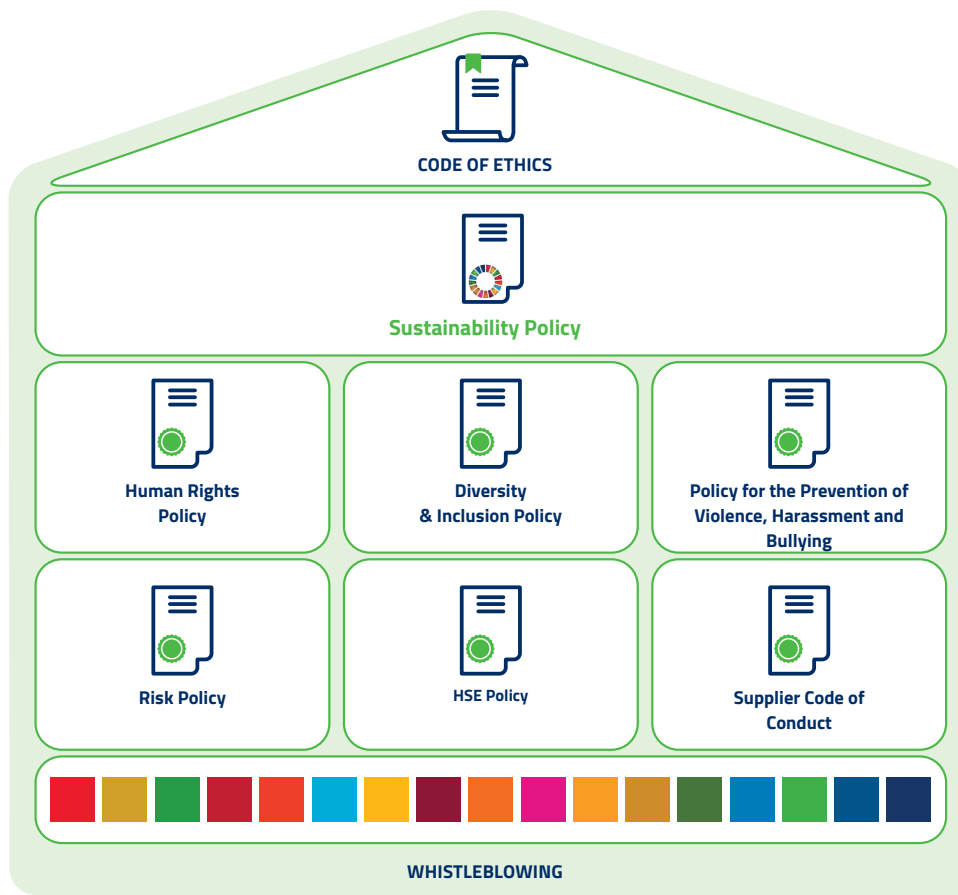 CODE OF ETHICS
Sustainability Policy
Human Rights
Policy
Diversity
& Inclusion Policy
Policy for the Prevention of
Violence, Harassment and
Bullying
Risk Policy
HSE Policy
Supplier Code of
Conduct
WHISTLEBLOWING